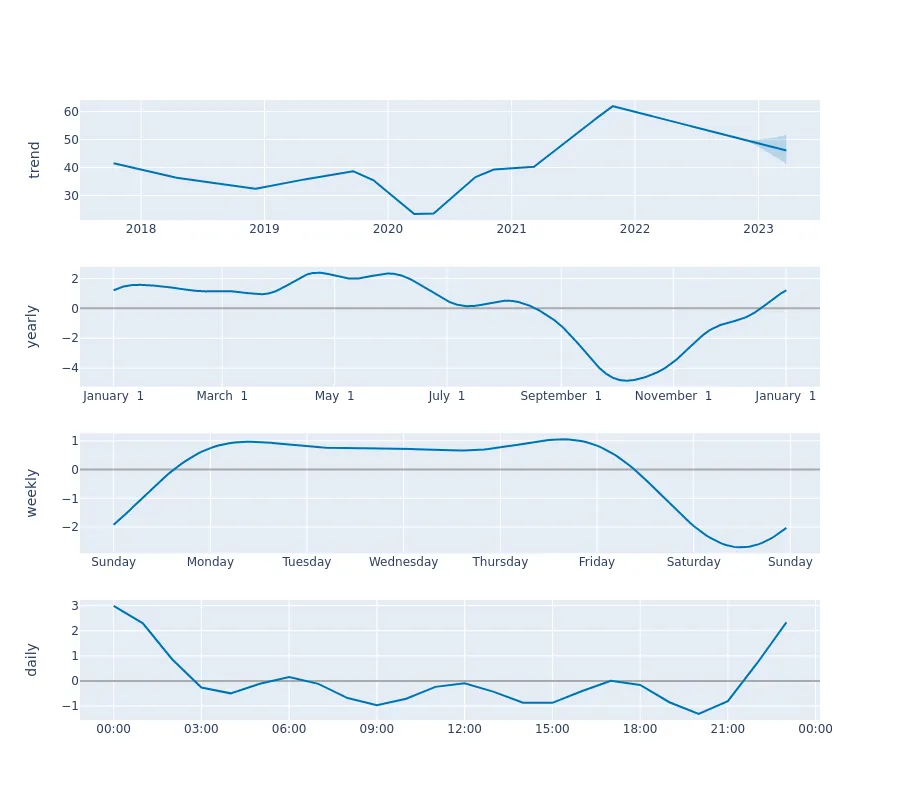 trend
60
50
40
30
2018 2019 2020 2021 2022 2023
yearly
2
0
−2
−4
January 1 March 1 May 1 July 1 September 1 November 1 January 1
weekly
1
0
−1
−2
Sunday Monday Tuesday Wednesday Thursday Friday Saturday Sunday
daily
3
2
1
0
−1
00:00 03:00 06:00 09:00 12:00 15:00 18:00 21:00 00:00